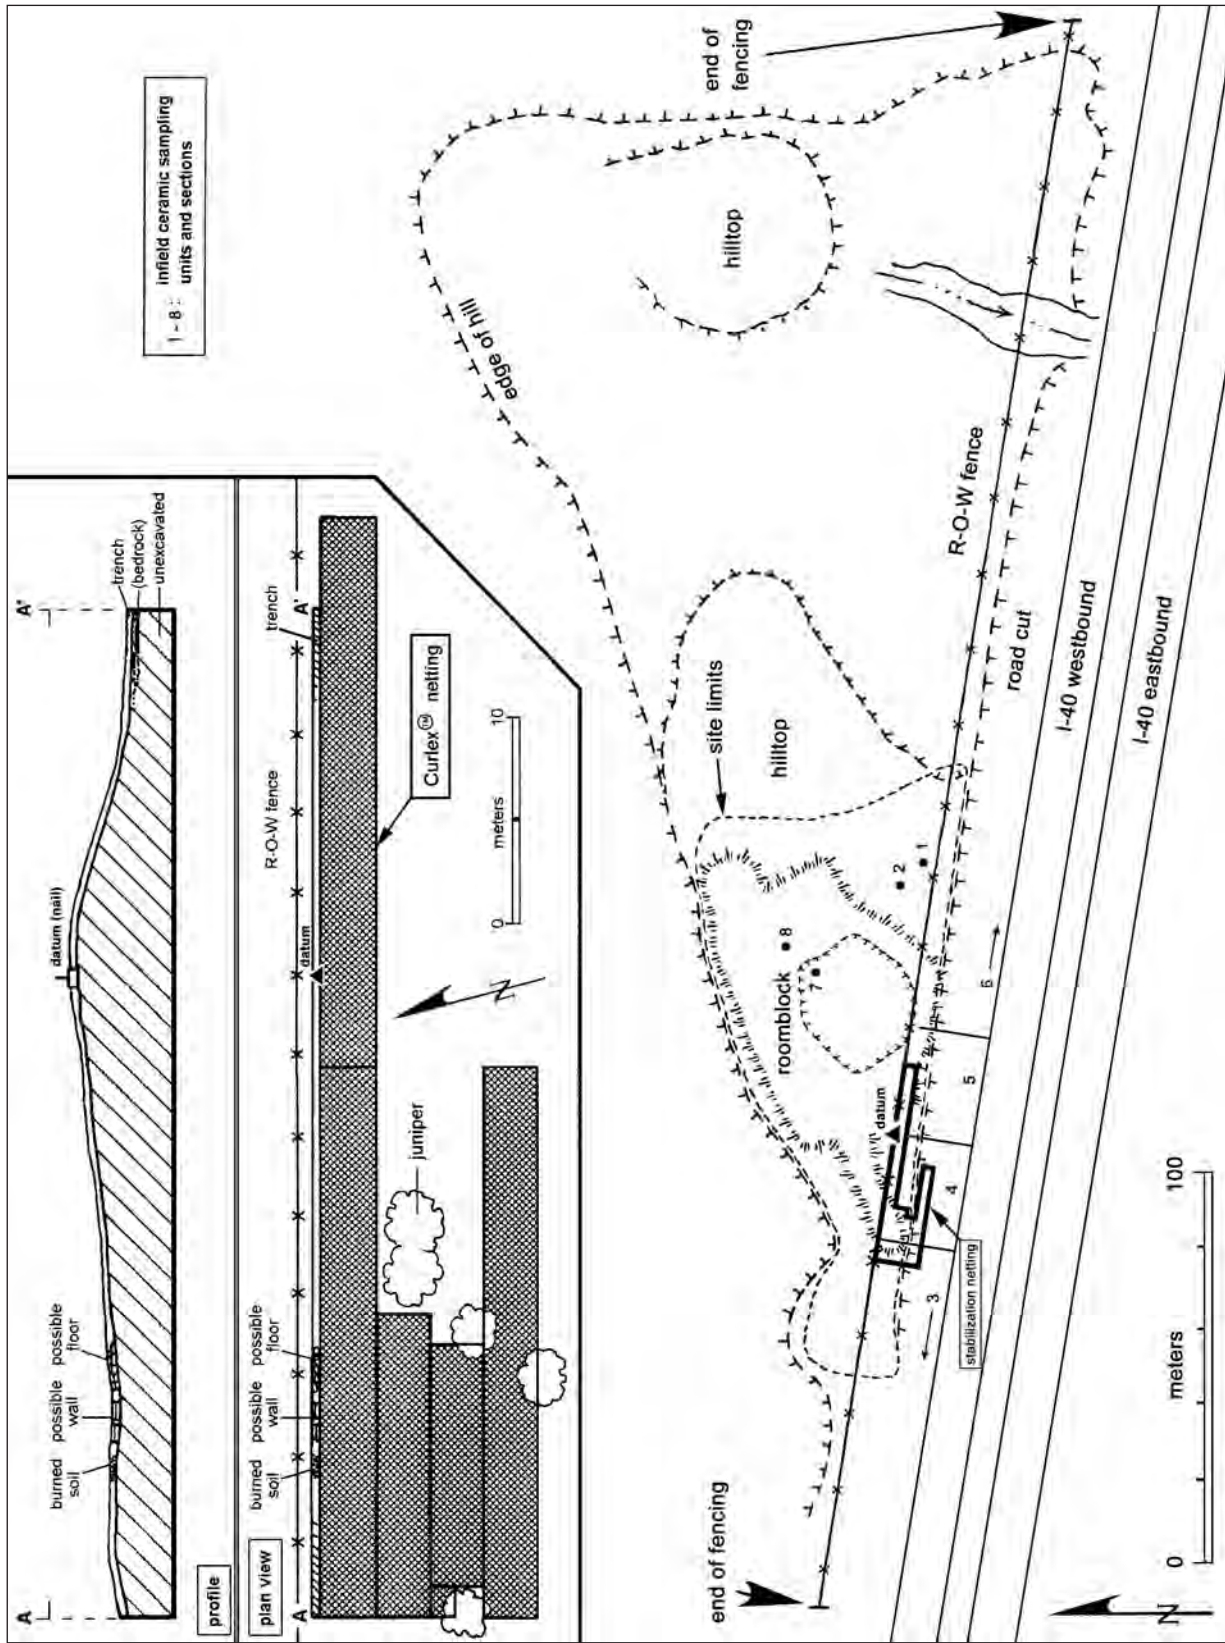 A
A'
datum (nail)
burned
soil
possible
wall
possible
floor
trench
(bedrock)
unexcavated
profile
1 - 8 :
infield ceramic sampling
units and sections
plan view
A
A'
burned
soil
possible
wall
possible
floor
R-O-W fence
datum
trench
juniper
N
0
10
meters
Curlex™ netting
end of
fencing
edge of hill
hilltop
site limits
hilltop
roomblock
8
7
2
1
R-O-W fence
road cut
datum
end of fencing
3
4
5
6
stabilization netting
I-40 westbound
I-40 eastbound
N
0
100
meters